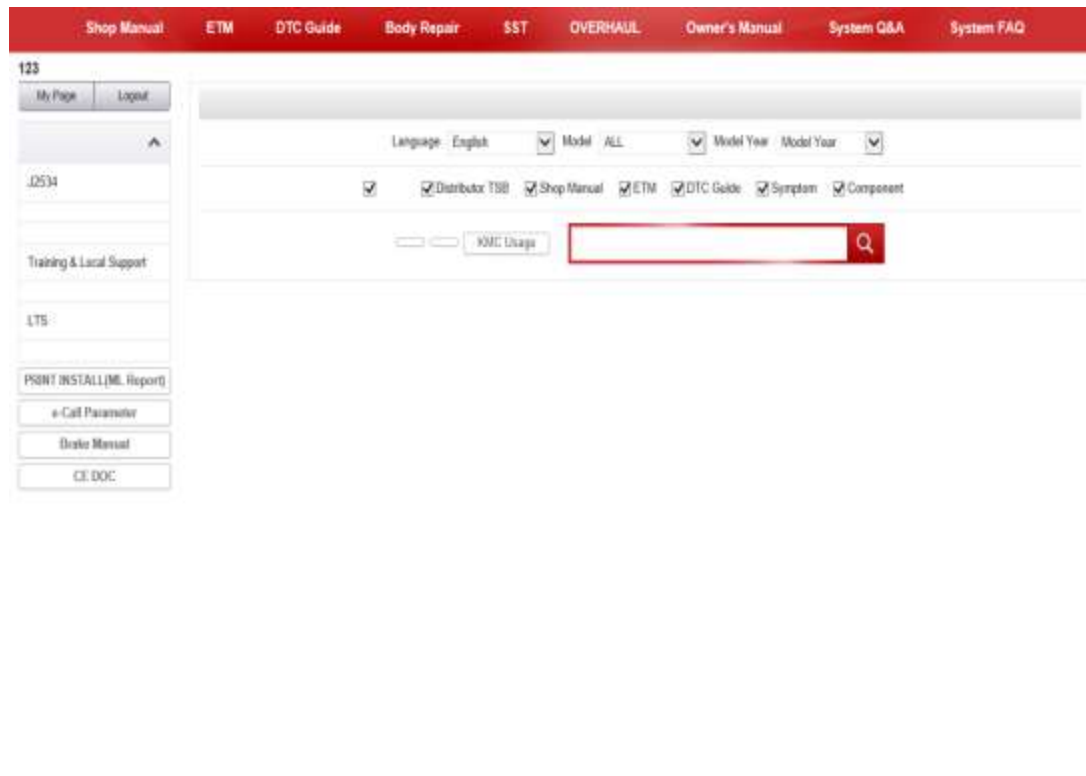 Shop Manual ETM DTC Guide Body Repair SST OVERHAUL Owner's Manual System Q&A System FAQ
123
My Page Logout
Language English Model ALL Model Year Model Year
J2534
Distributor TSB Shop Manual ETM DTC Guide Symptom Component
KMC Usage
Training & Local Support
LTS
PRINT INSTALL(ML Report)
e-Call Parameter
Brake Manual
CE DOC